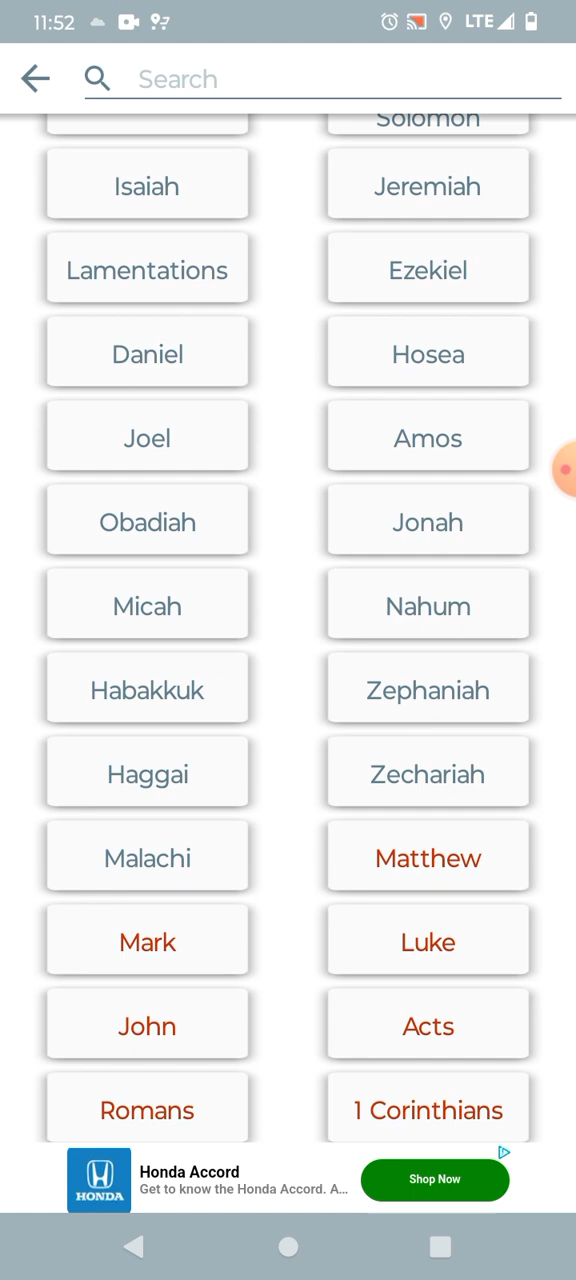 11:52 LTE
Search
Solomon
Isaiah Jeremiah
Lamentations Ezekiel
Daniel Hosea
Joel Amos
Obadiah Jonah
Micah Nahum
Habakkuk Zephaniah
Haggai Zechariah
Malachi Matthew
Mark Luke
John Acts
Romans 1 Corinthians
HONDA
Honda Accord
Get to know the Honda Accord. A...
Shop Now